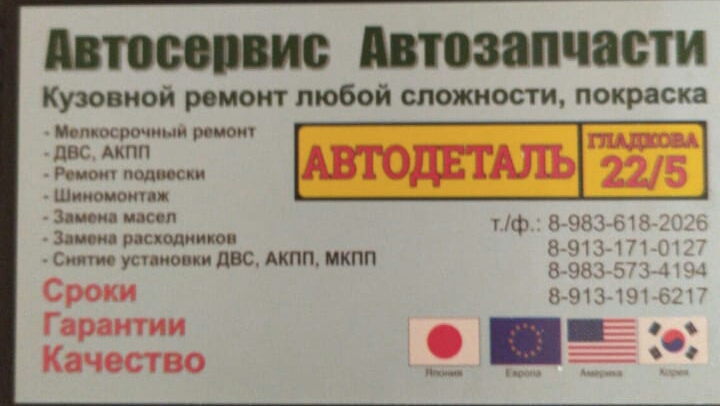 Автосервис Автозапчасти
Кузовной ремонт любой сложности, покраска
- Мелкосрочный ремонт
- ДВС, АКПП
- Ремонт подвески
- Шиномонтаж
- Замена масел
- Замена расходников
- Снятие установки ДВС, АКПП, МКПП
АВТОДЕТАЛЬ
ГЛАДКОВА
22/5
т./ф.: 8-983-618-2026
8-913-171-0127
8-983-573-4194
8-913-191-6217
Сроки
Гарантии
Качество
Япония Европа Америка Корея